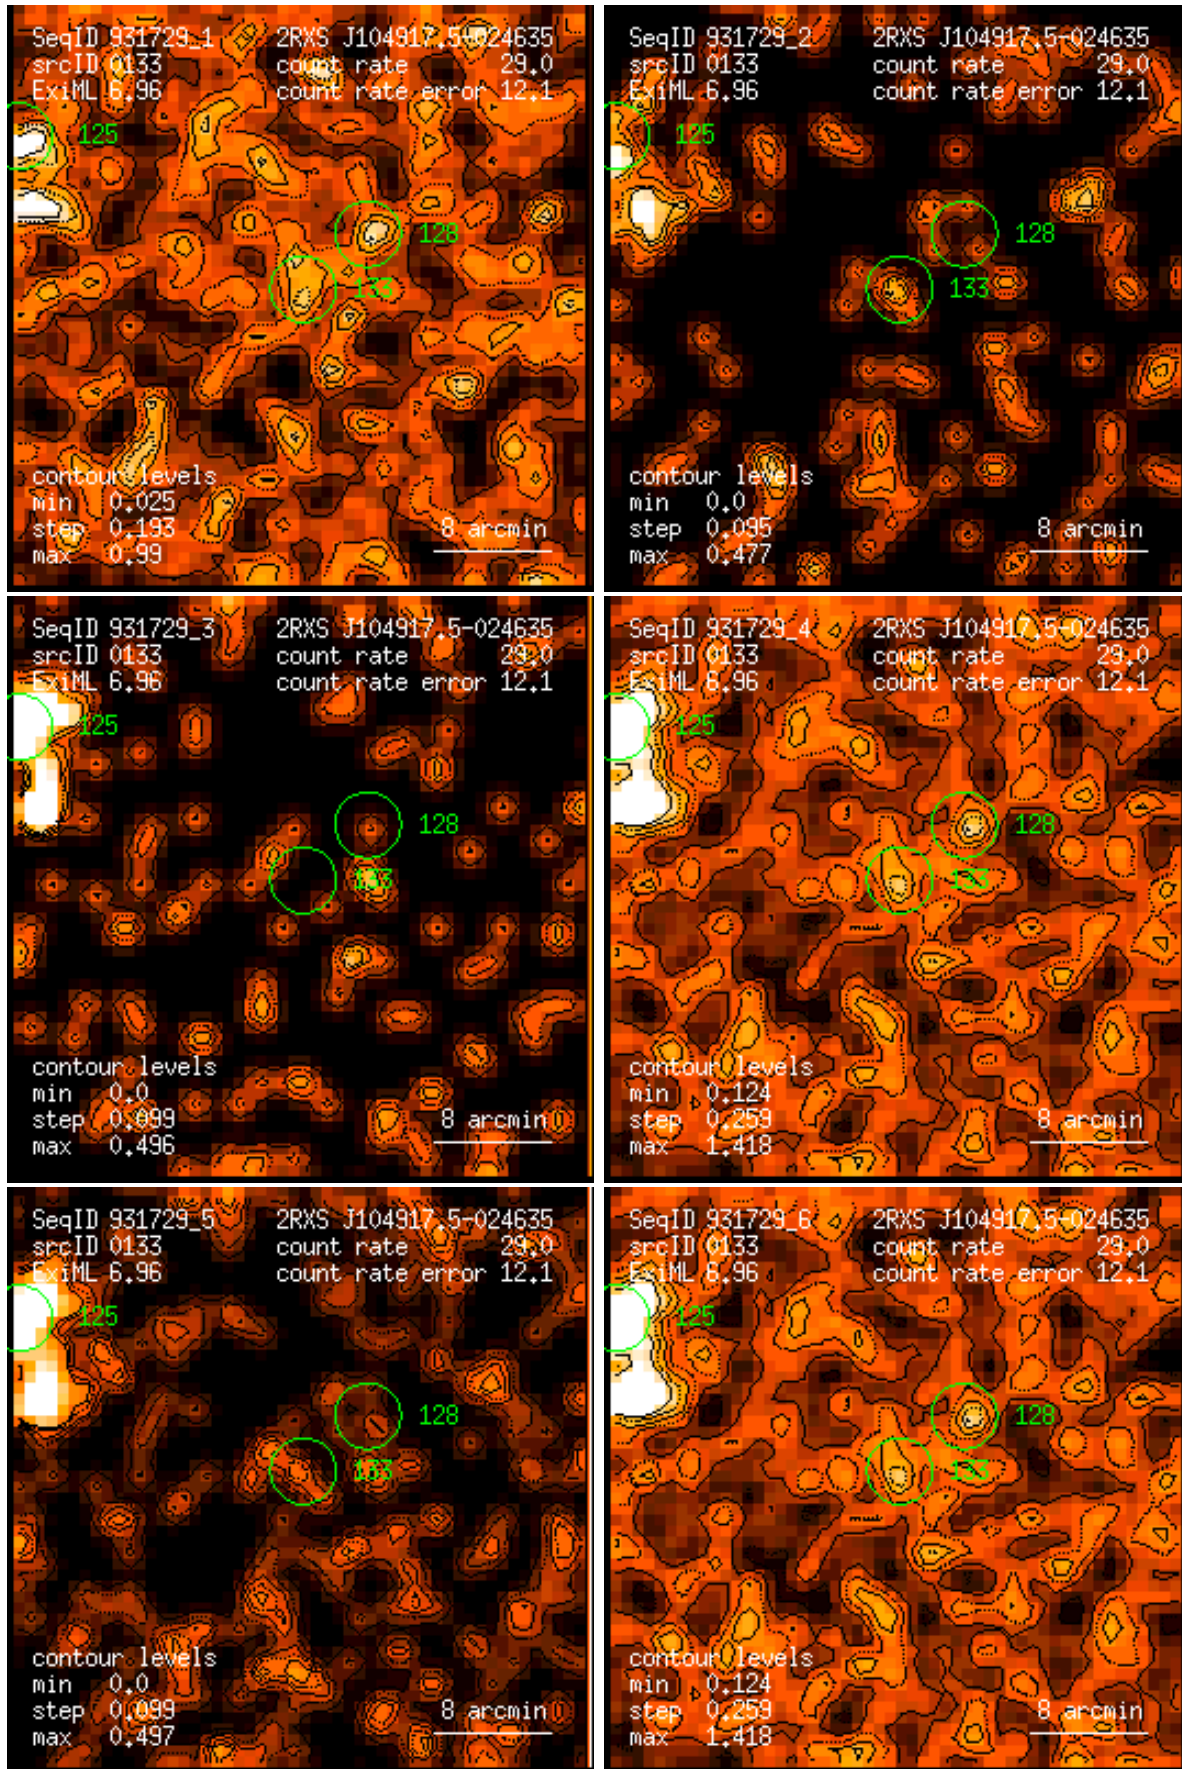 SeqID 931729_1 2RXS J104917.5-024635
srcID 0133 count rate 29.0
ExiML 6.96 count rate error 12.1
125
128
133
contour levels
min 0.025
step 0.193 8 arcmin
max 0.99
SeqID 931729_2 2RXS J104917.5-024635
srcID 0133 count rate 29.0
ExiML 6.96 count rate error 12.1
125
128
133
contour levels
min 0.0
step 0.095 8 arcmin
max 0.477
SeqID 931729_3 2RXS J104917.5-024635
srcID 0133 count rate 29.0
ExiML 6.96 count rate error 12.1
125
128
133
contour levels
min 0.0
step 0.099 8 arcmin
max 0.496
SeqID 931729_4 2RXS J104917.5-024635
srcID 0133 count rate 29.0
ExiML 6.96 count rate error 12.1
125
128
133
contour levels
min 0.124
step 0.259 8 arcmin
max 1.418
SeqID 931729_5 2RXS J104917.5-024635
srcID 0133 count rate 29.0
ExiML 6.96 count rate error 12.1
125
128
133
contour levels
min 0.0
step 0.099 8 arcmin
max 0.497
SeqID 931729_6 2RXS J104917.5-024635
srcID 0133 count rate 29.0
ExiML 6.96 count rate error 12.1
125
128
133
contour levels
min 0.124
step 0.259 8 arcmin
max 1.418